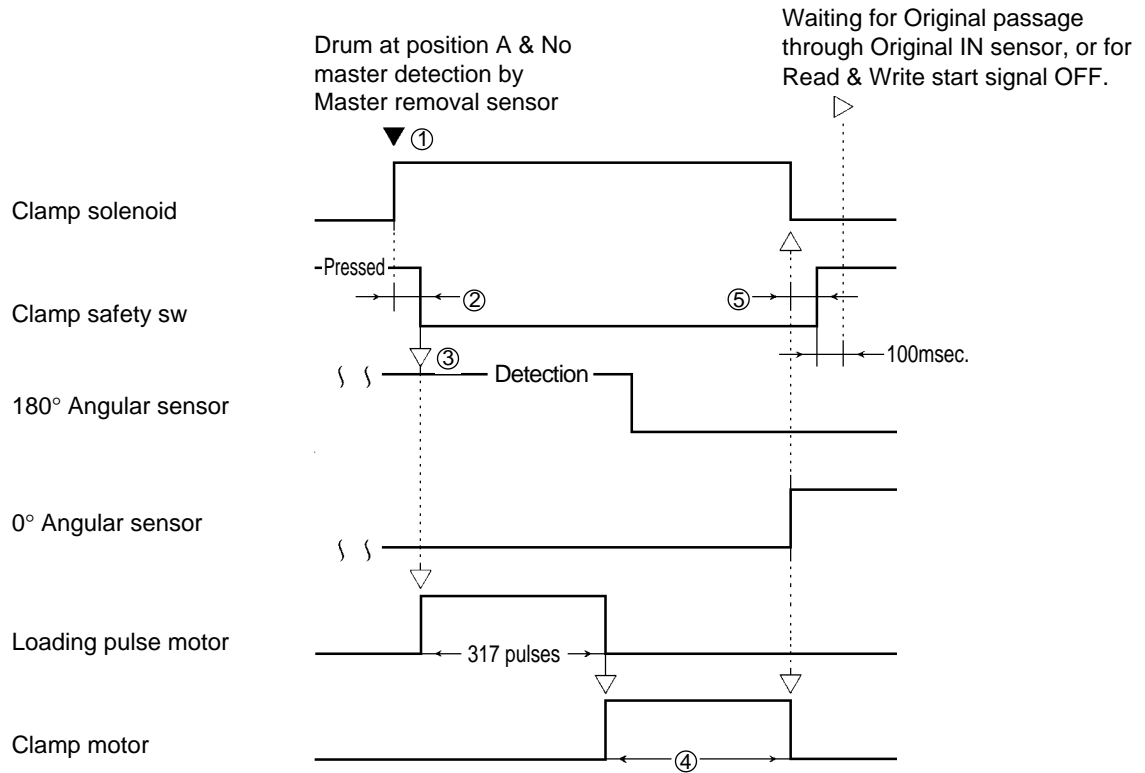 Waiting for Original passage
through Original IN sensor, or for
Read & Write start signal OFF.
Drum at position A & No
master detection by
Master removal sensor
①
Clamp solenoid
Pressed
②
⑤
Clamp safety sw
100msec.
③
Detection
180° Angular sensor
0° Angular sensor
Loading pulse motor
317 pulses
Clamp motor
④